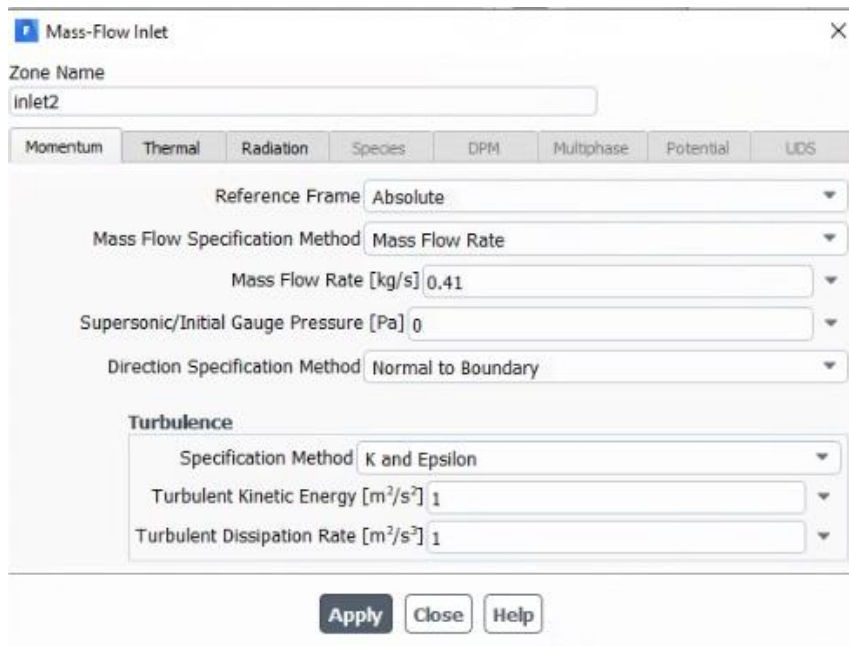 Mass-Flow Inlet
Zone Name
inlet2
Momentum Thermal Radiation Species DPM Multiphase Potential UDS
Reference Frame Absolute
Mass Flow Specification Method Mass Flow Rate
Mass Flow Rate [kg/s] 0.41
Supersonic/Initial Gauge Pressure [Pa] 0
Direction Specification Method Normal to Boundary
Turbulence
Specification Method K and Epsilon
Turbulent Kinetic Energy [m²/s²] 1
Turbulent Dissipation Rate [m²/s³] 1
Apply Close Help